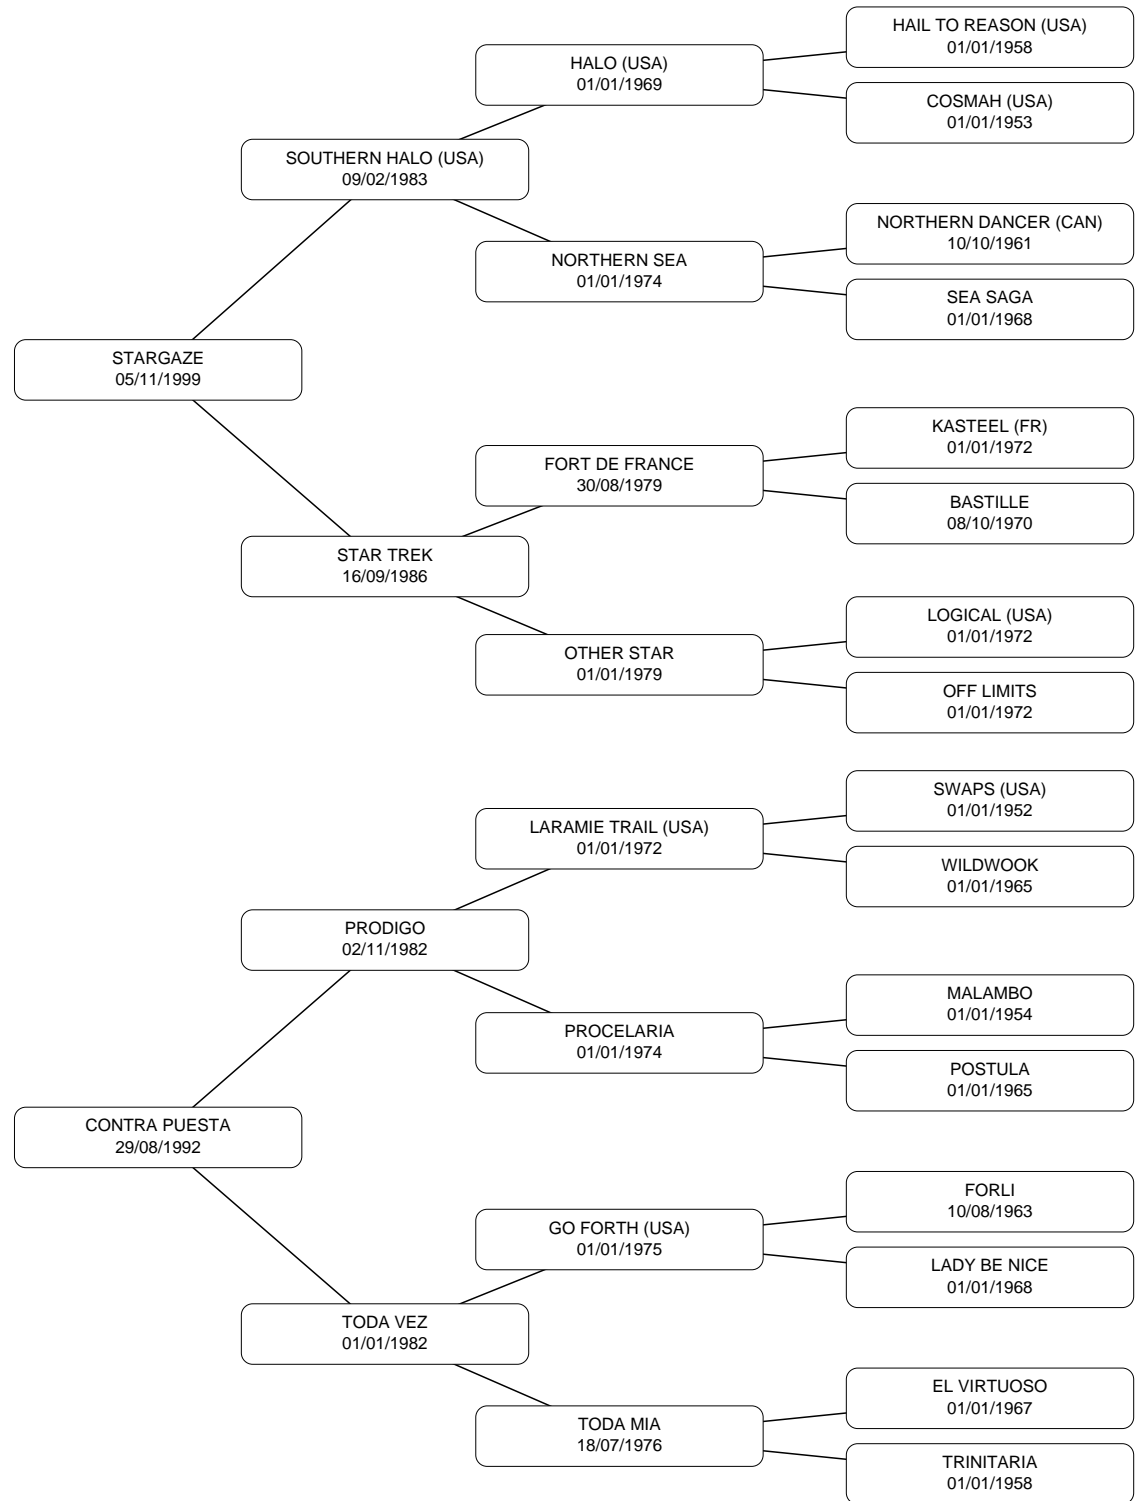 HAIL TO REASON (USA)
01/01/1958
HALO (USA)
01/01/1969
COSMAH (USA)
01/01/1953
SOUTHERN HALO (USA)
09/02/1983
NORTHERN DANCER (CAN)
10/10/1961
NORTHERN SEA
01/01/1974
SEA SAGA
01/01/1968
STARGAZE
05/11/1999
KASTEEL (FR)
01/01/1972
FORT DE FRANCE
30/08/1979
BASTILLE
08/10/1970
STAR TREK
16/09/1986
LOGICAL (USA)
01/01/1972
OTHER STAR
01/01/1979
OFF LIMITS
01/01/1972
SWAPS (USA)
01/01/1952
LARAMIE TRAIL (USA)
01/01/1972
WILDWOOK
01/01/1965
PRODIGO
02/11/1982
MALAMBO
01/01/1954
PROCELARIA
01/01/1974
POSTULA
01/01/1965
CONTRA PUESTA
29/08/1992
FORLI
10/08/1963
GO FORTH (USA)
01/01/1975
LADY BE NICE
01/01/1968
TODA VEZ
01/01/1982
EL VIRTUOSO
01/01/1967
TODA MIA
18/07/1976
TRINITARIA
01/01/1958